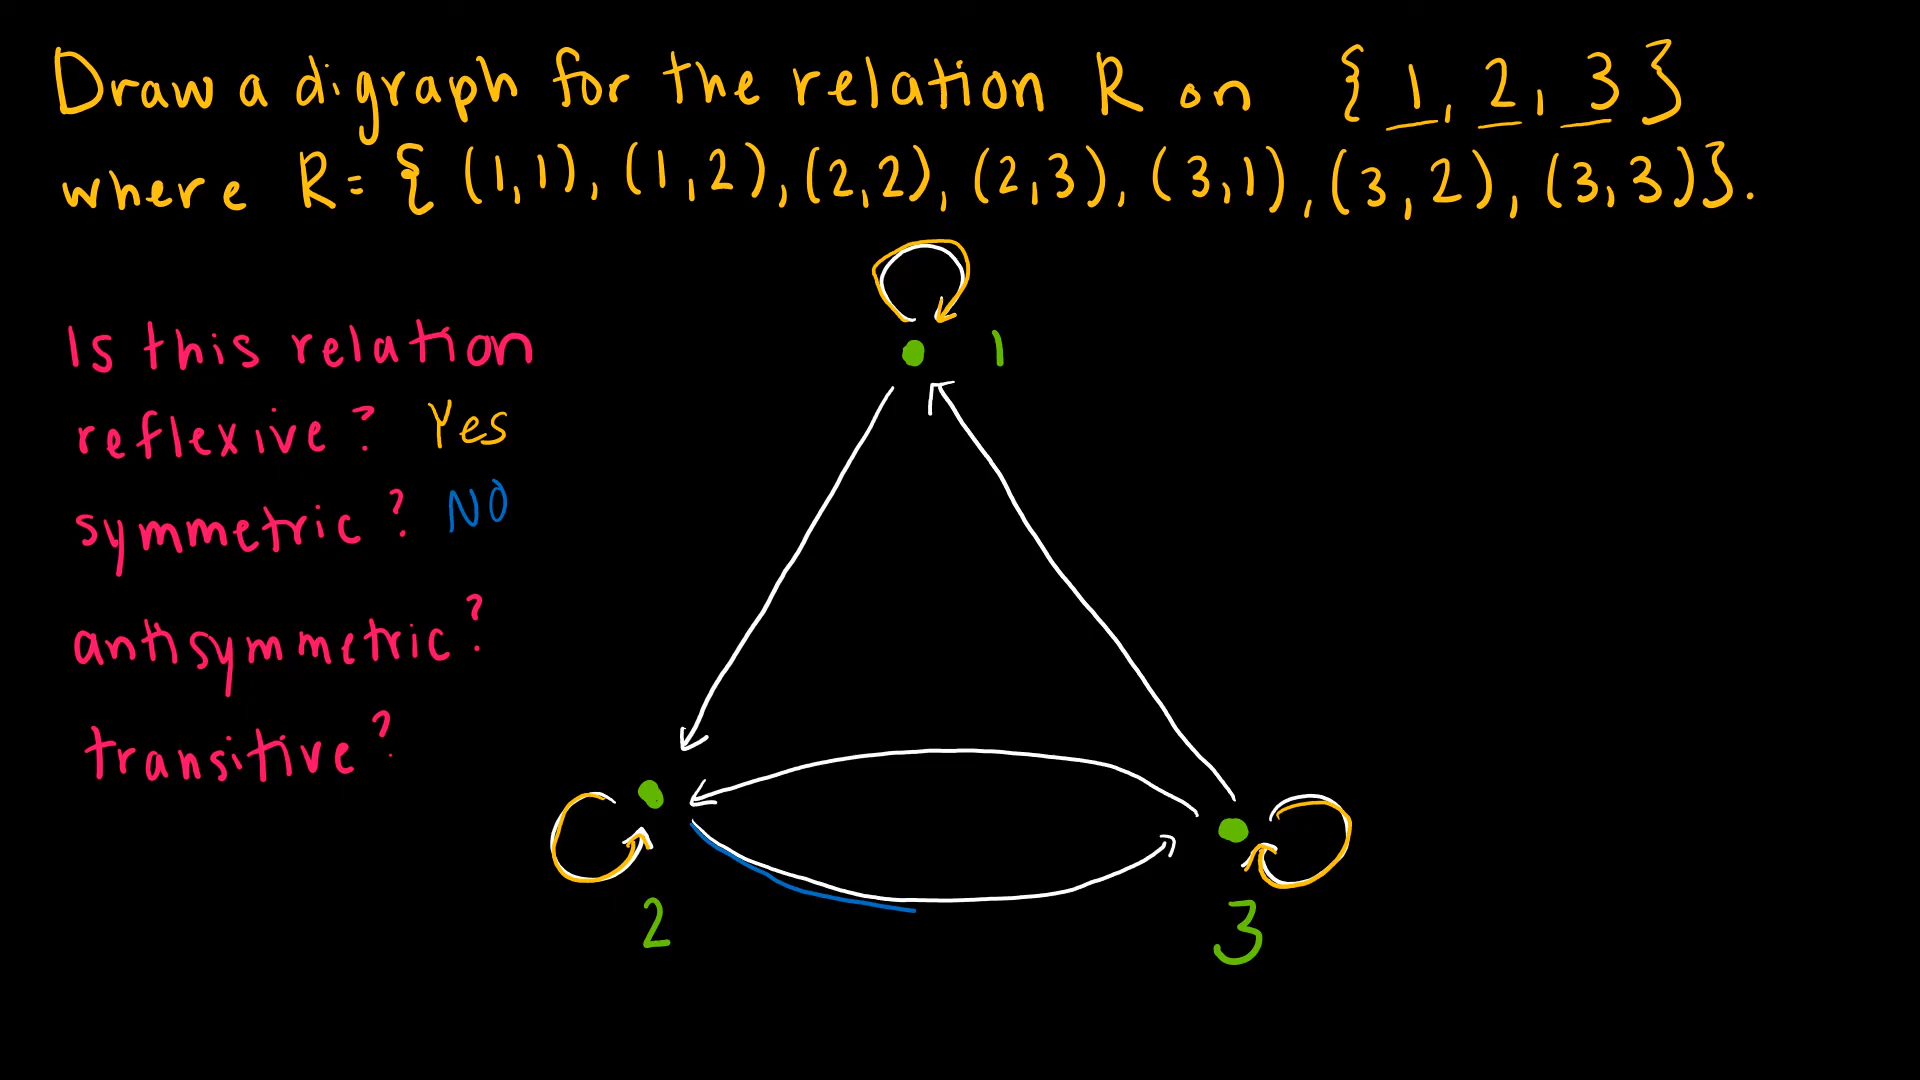 Draw a digraph for the relation R on {1, 2, 3}
where R = {(1,1), (1,2), (2,2), (2,3), (3,1), (3,2), (3,3)}.
Is this relation
reflexive? Yes
symmetric? NO
antisymmetric?
transitive?
1
2
3